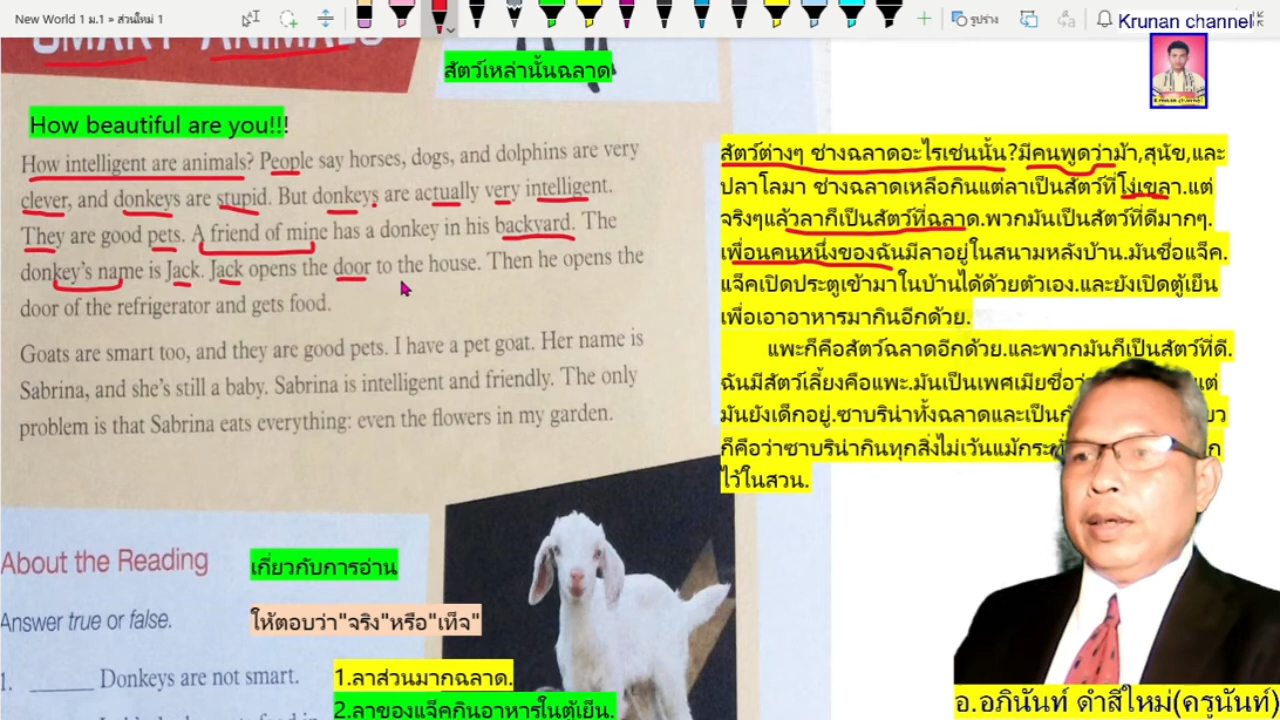 New World 1 ม.1 » ส่วนใหม่ 1
รูปร่าง
Krunan channel
SMART ANIMALS
สัตว์เหล่านั้นฉลาด
How beautiful are you!!!
How intelligent are animals? People say horses, dogs, and dolphins are very
clever, and donkeys are stupid. But donkeys are actually very intelligent.
They are good pets. A friend of mine has a donkey in his backyard. The
donkey's name is Jack. Jack opens the door to the house. Then he opens the
door of the refrigerator and gets food.
Goats are smart too, and they are good pets. I have a pet goat. Her name is
Sabrina, and she's still a baby. Sabrina is intelligent and friendly. The only
problem is that Sabrina eats everything: even the flowers in my garden.
สัตว์ต่างๆ ช่างฉลาดอะไรเช่นนั้น?มีคนพูดว่าม้า,สุนัข,และ
ปลาโลมา ช่างฉลาดเหลือกินแต่ลาเป็นสัตว์ที่โง่เขลา.แต่
จริงๆแล้วลาก็เป็นสัตว์ที่ฉลาด.พวกมันเป็นสัตว์ที่ดีมากๆ.
เพื่อนคนหนึ่งของฉันมีลาอยู่ในสนามหลังบ้าน.มันชื่อแจ็ค.
แจ็คเปิดประตูเข้ามาในบ้านได้ด้วยตัวเอง.และยังเปิดตู้เย็น
เพื่อเอาอาหารมากินอีกด้วย.
แพะก็คือสัตว์ฉลาดอีกด้วย.และพวกมันก็เป็นสัตว์ที่ดี.
ฉันมีสัตว์เลี้ยงคือแพะ.มันเป็นเพศเมียชื่อ แต่
มันยังเด็กอยู่.ซาบริน่าทั้งฉลาดและเป็น
ก็คือว่าซาบริน่ากินทุกสิ่งไม่เว้นแม้
ไว้ในสวน.
About the Reading
เกี่ยวกับการอ่าน
Answer true or false.
ให้ตอบว่า"จริง"หรือ"เท็จ"
1. ______ Donkeys are not smart.
1.ลาส่วนมากฉลาด.
2.ลาของแจ็คกินอาหารในตู้เย็น.
อ.อภินันท์ ดำสีใหม่(ครูนันท์)